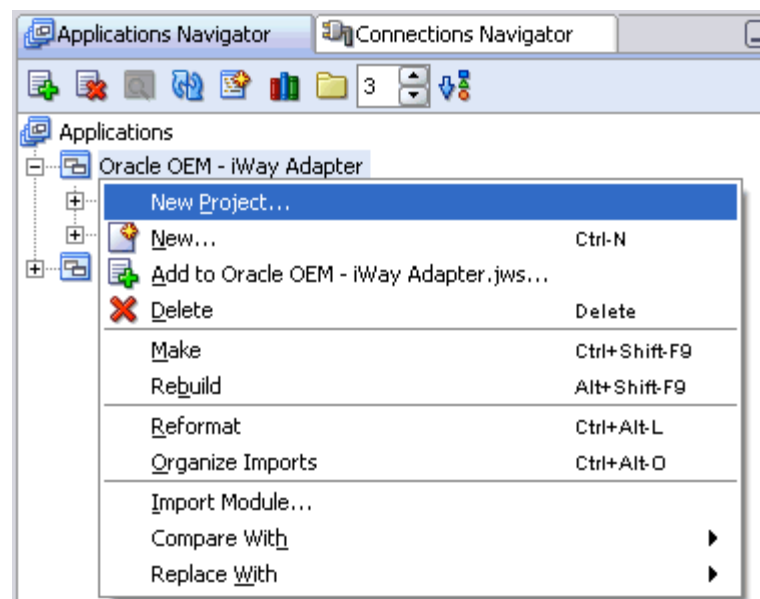 Applications Navigator Connections Navigator
3
Applications
Oracle OEM - iWay Adapter
New Project...
New... Ctrl-N
Add to Oracle OEM - iWay Adapter.jws...
Delete Delete
Make Ctrl+Shift-F9
Rebuild Alt+Shift-F9
Reformat Ctrl+Alt-L
Organize Imports Ctrl+Alt-O
Import Module...
Compare With
Replace With